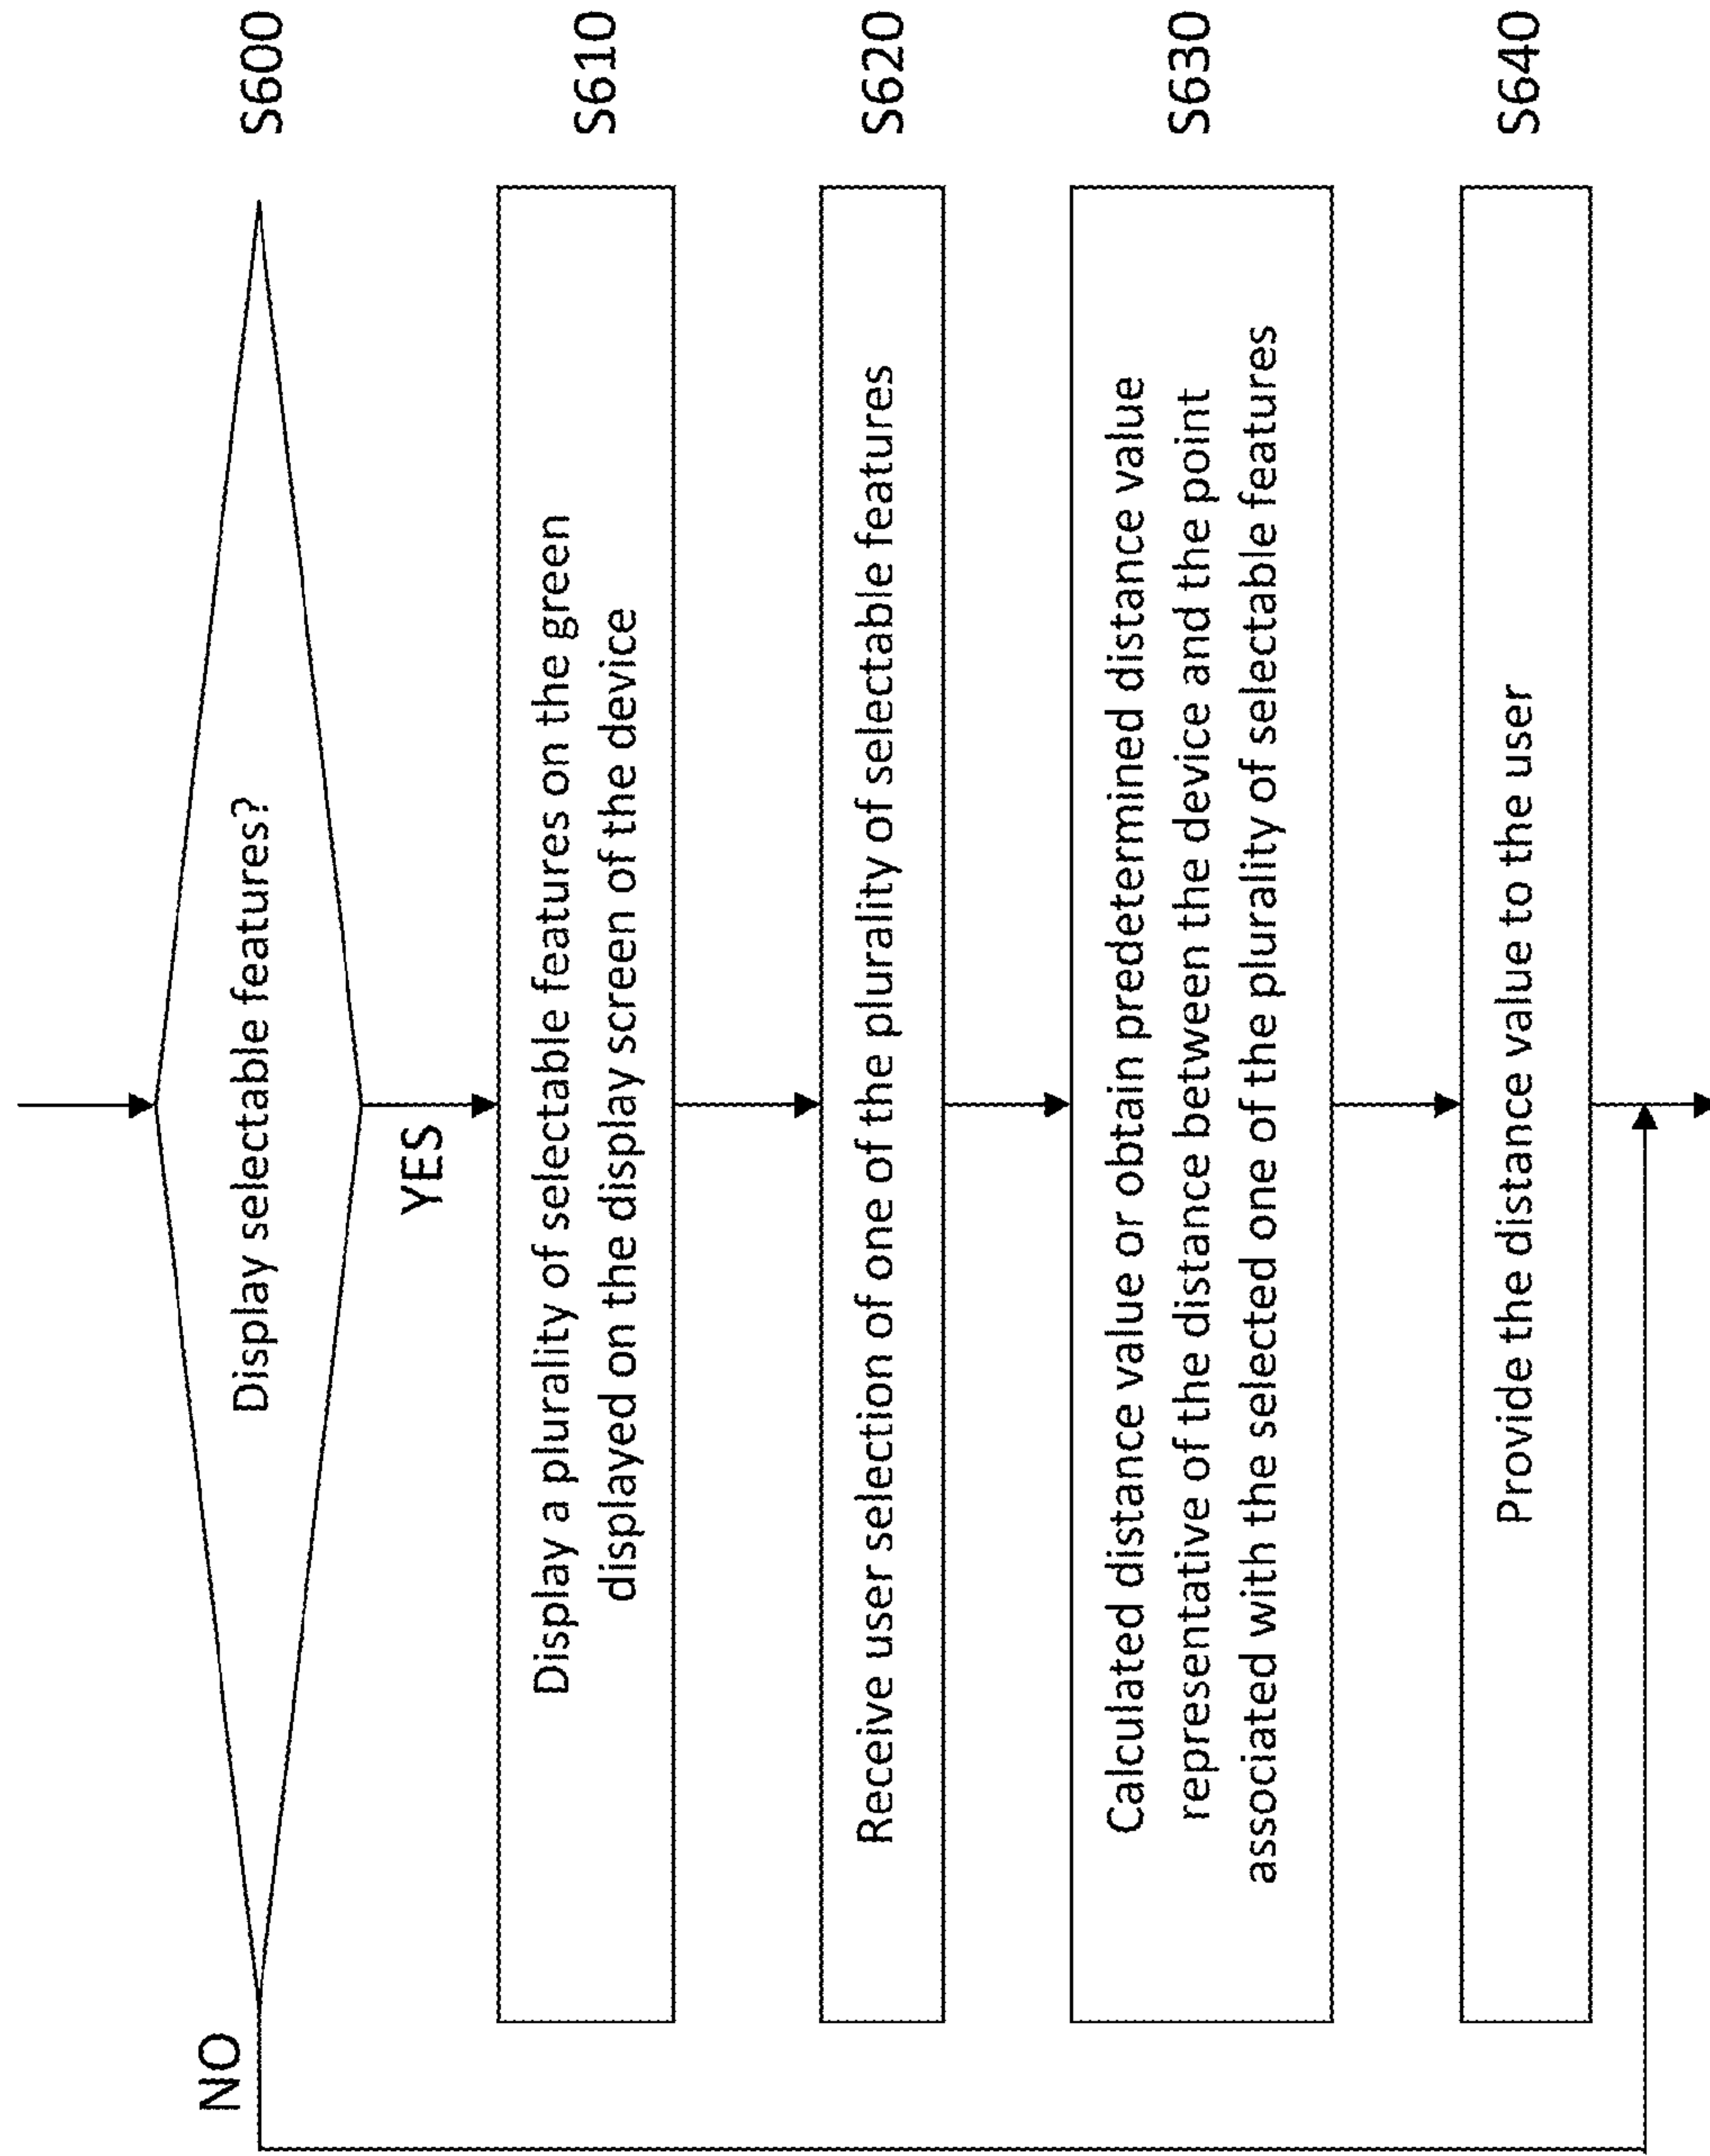 Display selectable features?
S600
NO
YES
Display a plurality of selectable features on the green
displayed on the display screen of the device
S610
Receive user selection of one of the plurality of selectable features
S620
Calculated distance value or obtain predetermined distance value
representative of the distance between the device and the point
associated with the selected one of the plurality of selectable features
S630
Provide the distance value to the user
S640